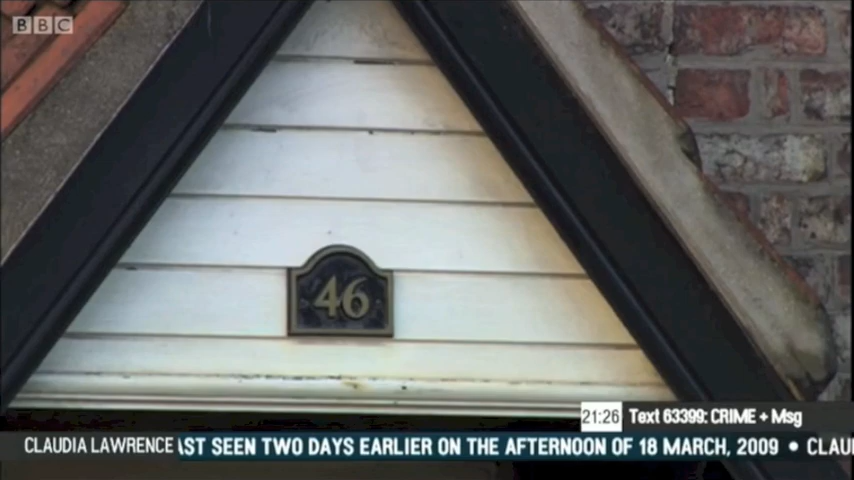 BBC
46
21:26 Text 63399: CRIME + Msg
CLAUDIA LAWRENCE AST SEEN TWO DAYS EARLIER ON THE AFTERNOON OF 18 MARCH, 2009 • CLAU